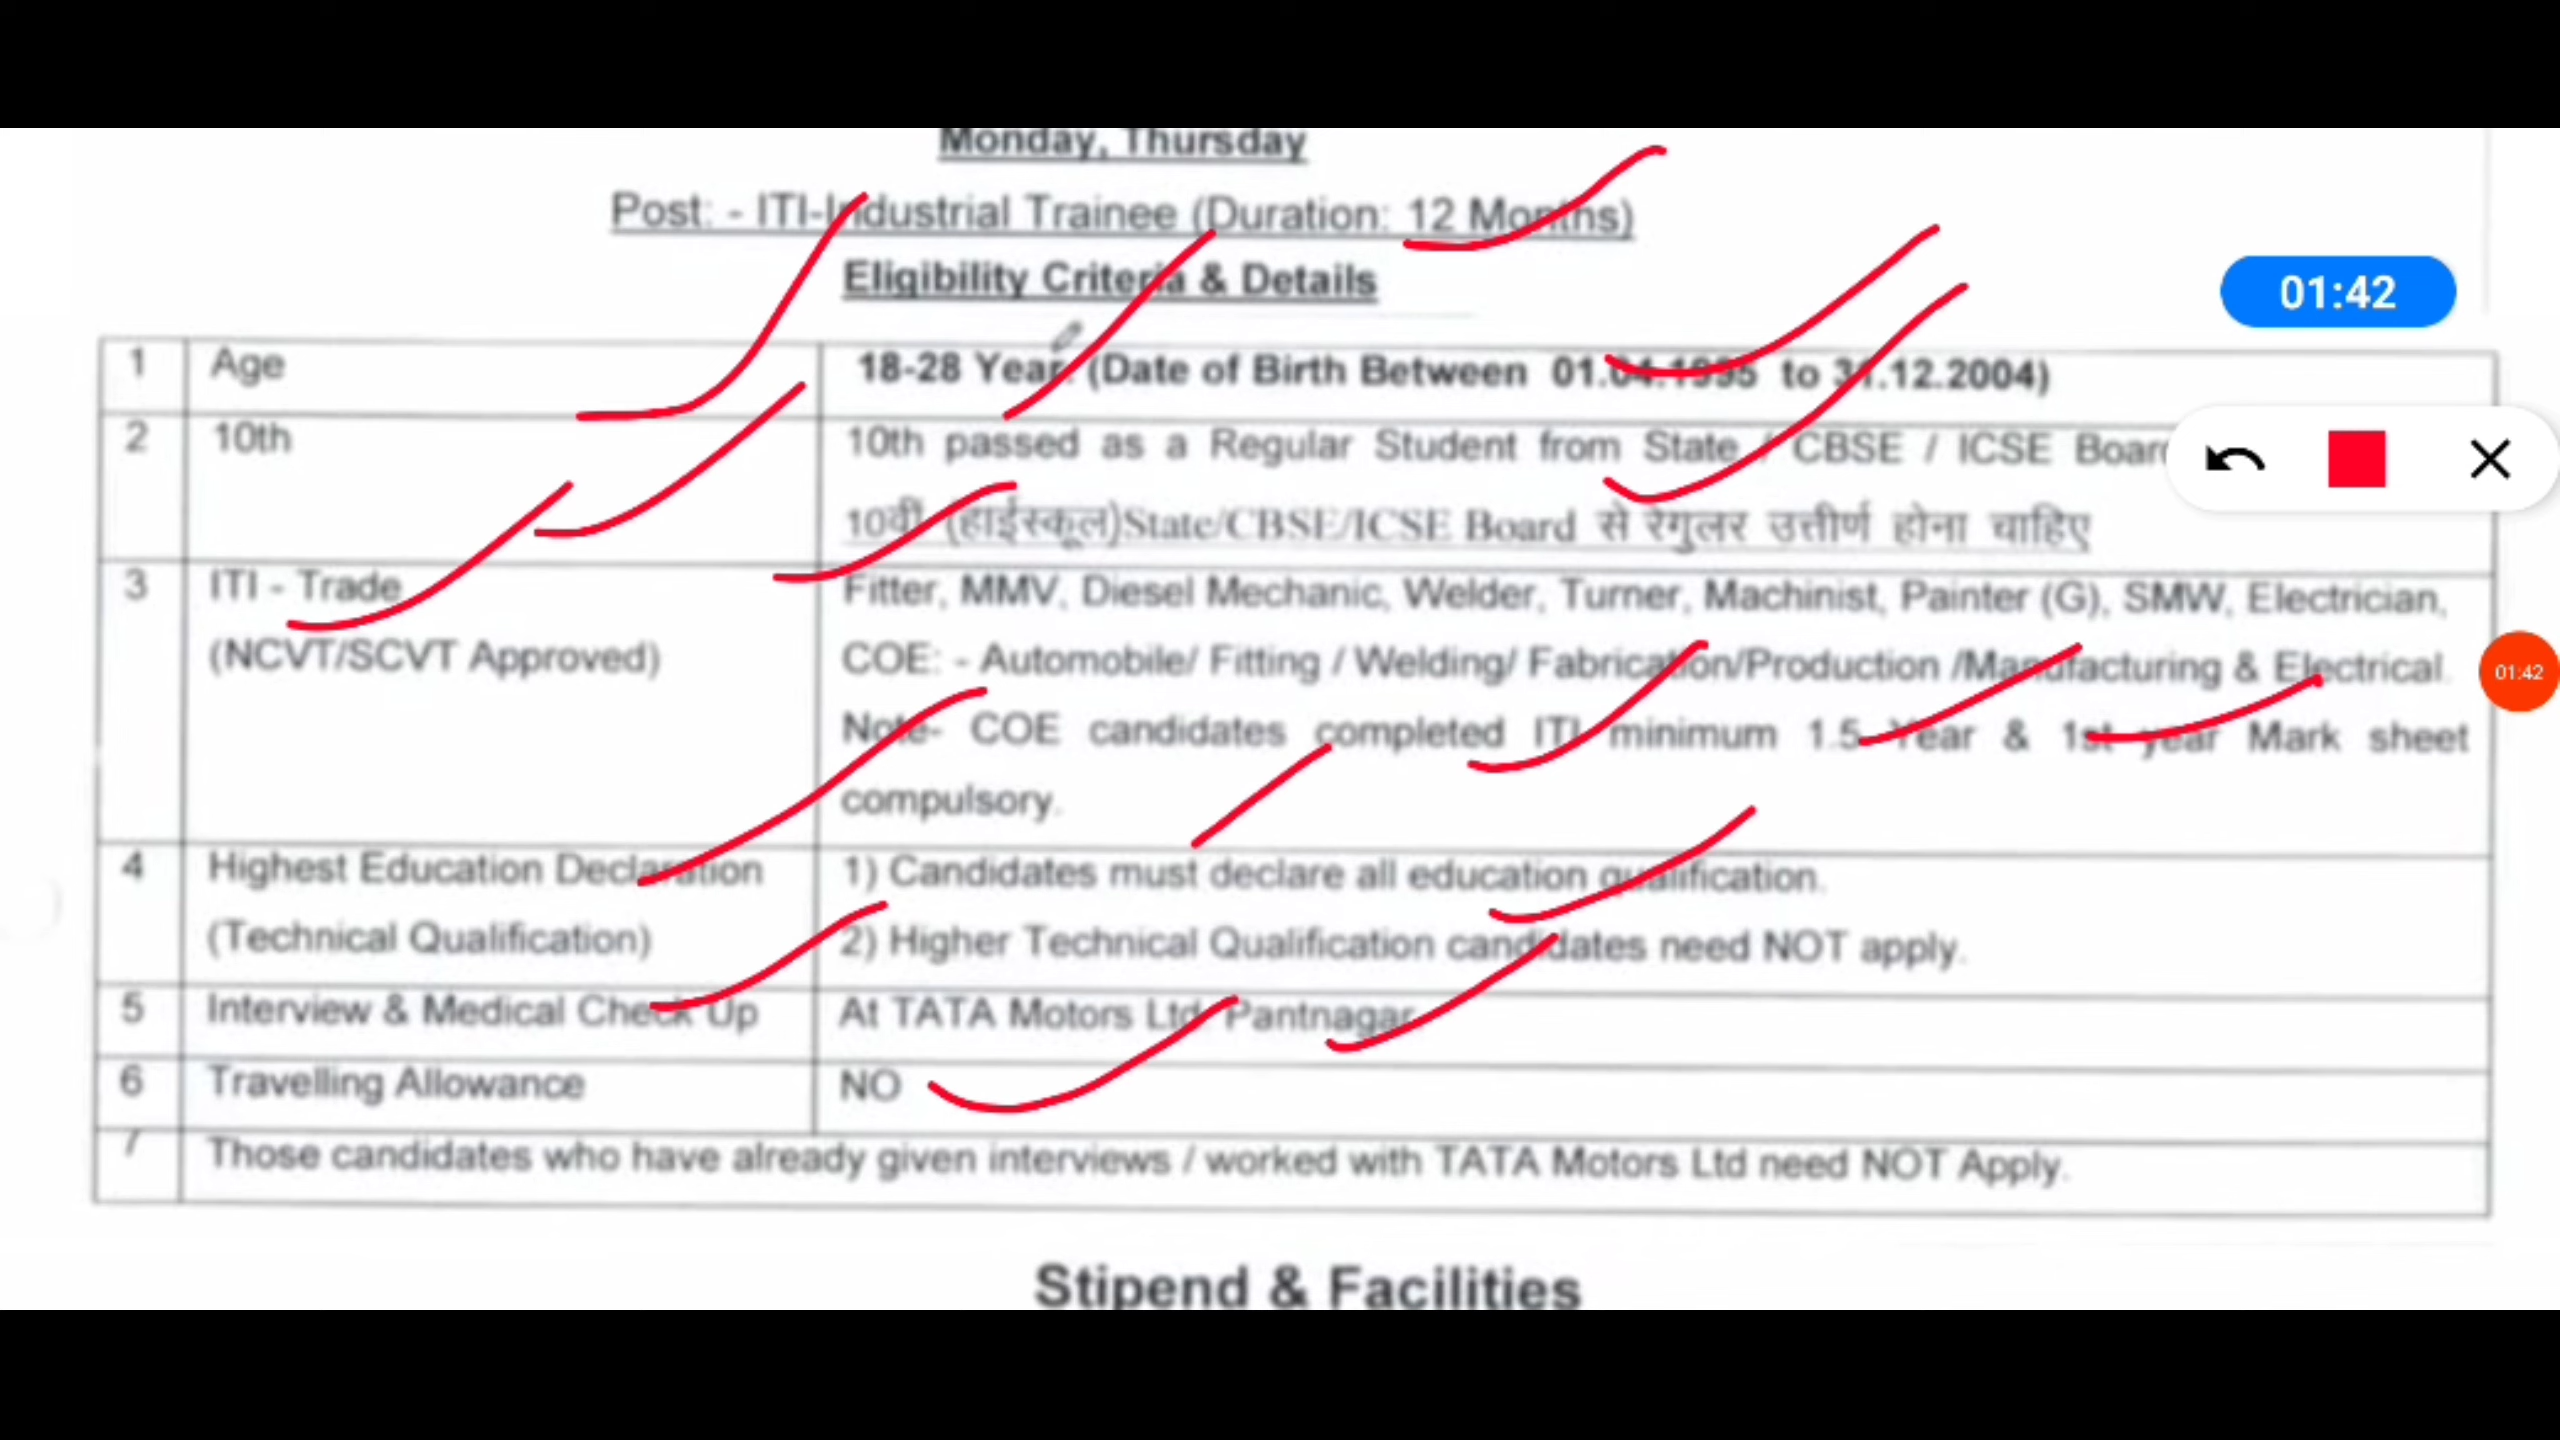 Monday, Thursday
Post: - ITI-Industrial Trainee (Duration: 12 Months)
Eligibility Criteria & Details
01:42
1 Age 18-28 Year. (Date of Birth Between 01.04.1995 to 31.12.2004)
2 10th 10th passed as a Regular Student from State / CBSE / ICSE Board
10वीं (हाईस्कूल)State/CBSE/ICSE Board से रेगुलर उत्तीर्ण होना चाहिए
3 ITI - Trade Fitter, MMV, Diesel Mechanic, Welder, Turner, Machinist, Painter (G), SMW, Electrician,
(NCVT/SCVT Approved) COE: - Automobile/ Fitting / Welding/ Fabrication/Production /Manufacturing & Electrical.
01:42
Note- COE candidates completed ITI minimum 1.5 Year & 1st year Mark sheet
compulsory.
4 Highest Education Declaration 1) Candidates must declare all education qualification.
(Technical Qualification) 2) Higher Technical Qualification candidates need NOT apply.
5 Interview & Medical Check Up At TATA Motors Ltd. Pantnagar
6 Travelling Allowance NO
7 Those candidates who have already given interviews / worked with TATA Motors Ltd need NOT Apply.
Stipend & Facilities